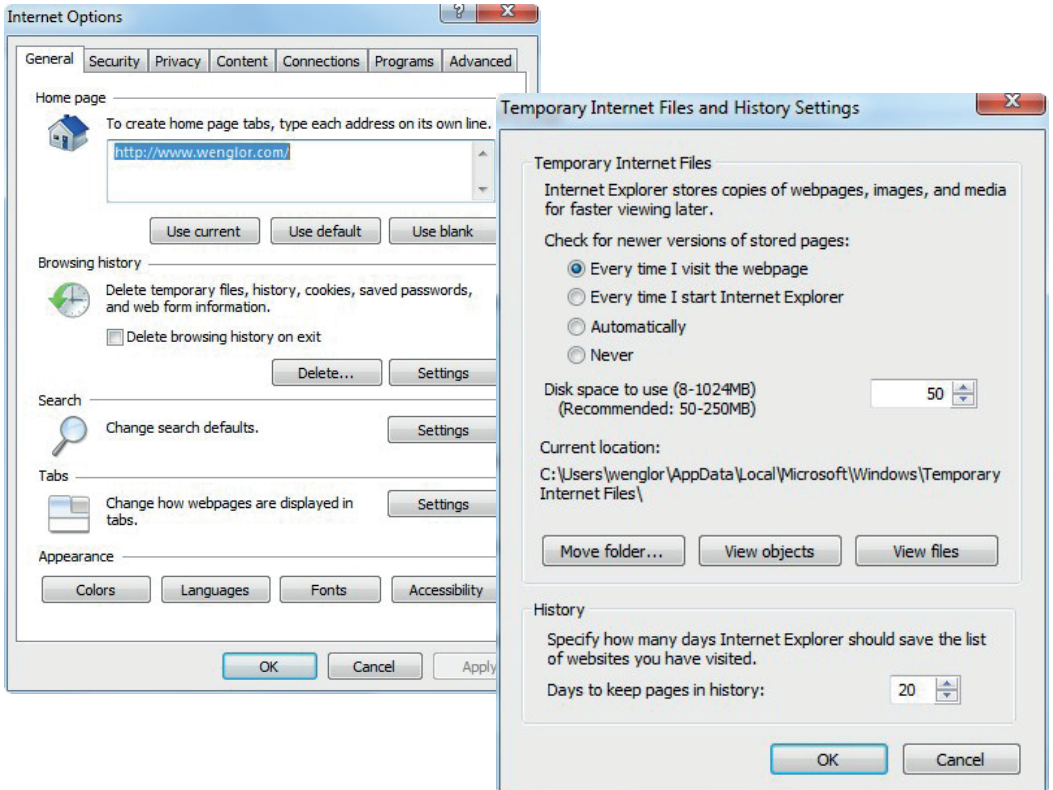 Internet Options
?
X
General Security Privacy Content Connections Programs Advanced
Home page
To create home page tabs, type each address on its own line.
http://www.wenglor.com/
Use current Use default Use blank
Browsing history
Delete temporary files, history, cookies, saved passwords,
and web form information.
Delete browsing history on exit
Delete... Settings
Search
Change search defaults.
Settings
Tabs
Change how webpages are displayed in
tabs.
Settings
Appearance
Colors Languages Fonts Accessibility
OK Cancel Apply
Temporary Internet Files and History Settings
X
Temporary Internet Files
Internet Explorer stores copies of webpages, images, and media
for faster viewing later.
Check for newer versions of stored pages:
Every time I visit the webpage
Every time I start Internet Explorer
Automatically
Never
Disk space to use (8-1024MB)
(Recommended: 50-250MB)
50
Current location:
C:\Users\wenglor\AppData\Local\Microsoft\Windows\Temporary
Internet Files\
Move folder... View objects View files
History
Specify how many days Internet Explorer should save the list
of websites you have visited.
Days to keep pages in history: 20
OK Cancel